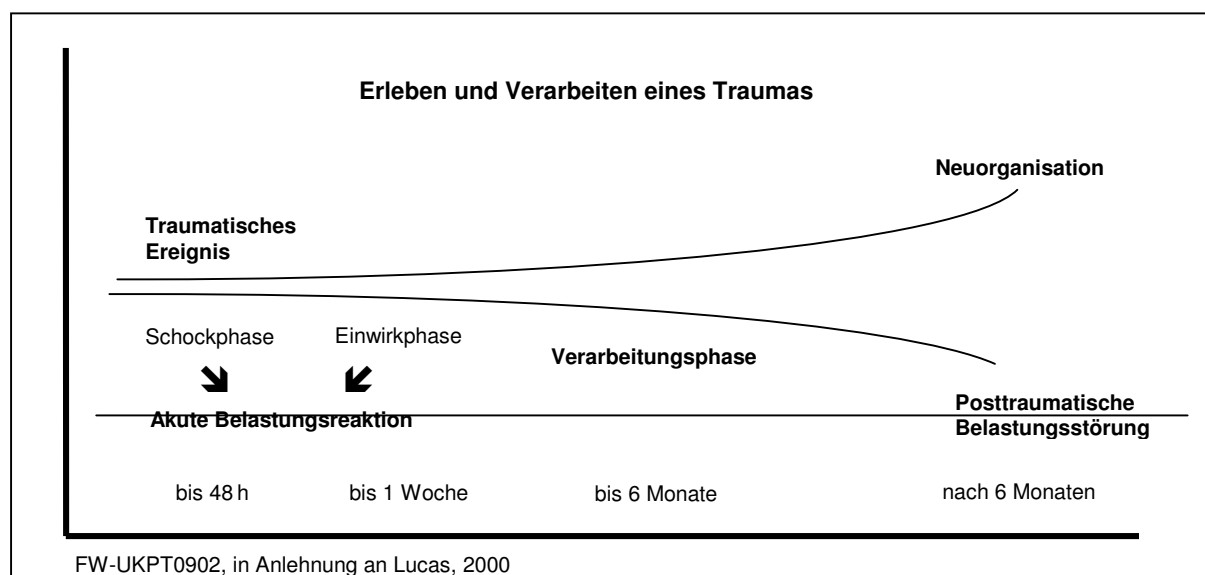 Erleben und Verarbeiten eines Traumas
Neuorganisation
Traumatisches
Ereignis
Schockphase
Einwirkphase
Verarbeitungsphase
Akute Belastungsreaktion
Posttraumatische
Belastungsstörung
bis 48 h
bis 1 Woche
bis 6 Monate
nach 6 Monaten
FW-UKPT0902, in Anlehnung an Lucas, 2000